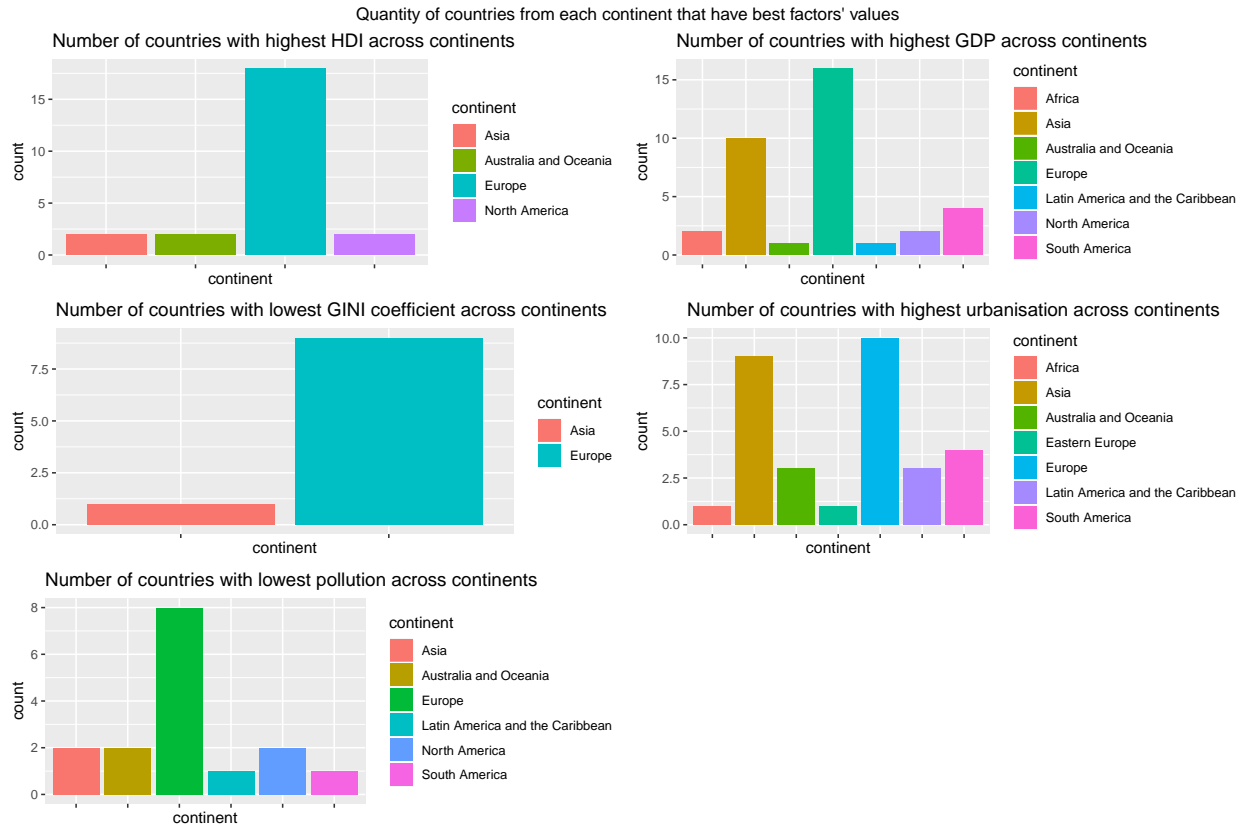 Quantity of countries from each continent that have best factors' values
Number of countries with highest HDI across continents
15
10
5
0
count
continent
continent
Asia
Australia and Oceania
Europe
North America
Number of countries with highest GDP across continents
15
10
5
0
count
continent
continent
Africa
Asia
Australia and Oceania
Europe
Latin America and the Caribbean
North America
South America
Number of countries with lowest GINI coefficient across continents
7.5
5.0
2.5
0.0
count
continent
continent
Asia
Europe
Number of countries with highest urbanisation across continents
10.0
7.5
5.0
2.5
0.0
count
continent
continent
Africa
Asia
Australia and Oceania
Eastern Europe
Europe
Latin America and the Caribbean
South America
Number of countries with lowest pollution across continents
8
6
4
2
0
count
continent
continent
Asia
Australia and Oceania
Europe
Latin America and the Caribbean
North America
South America